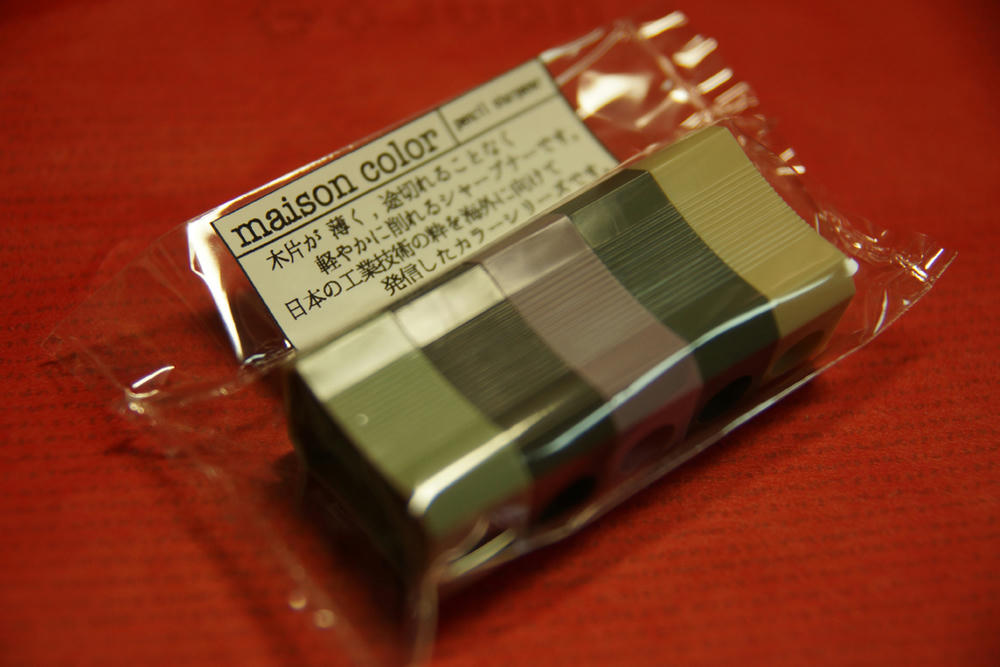 maison color
pencil sharpener
木片が 薄く、途切れることなく
軽やかに削れるシャープナーです。
日本の工業技術の粋を海外に向けて
発信したカラーシリーズです。